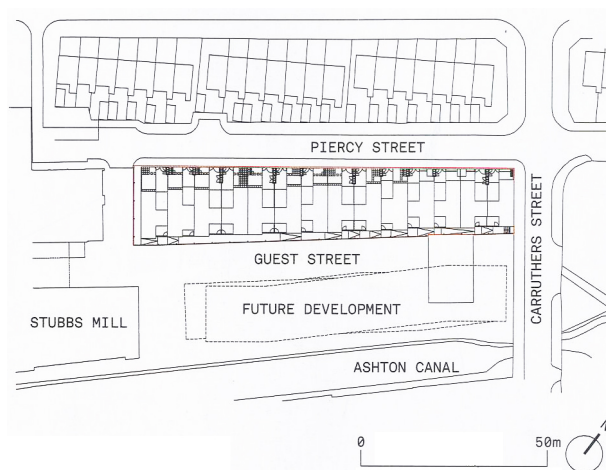 PIERCY STREET
CARRUTHERS STREET
GUEST STREET
FUTURE DEVELOPMENT
STUBBS MILL
ASHTON CANAL
0 50m
N